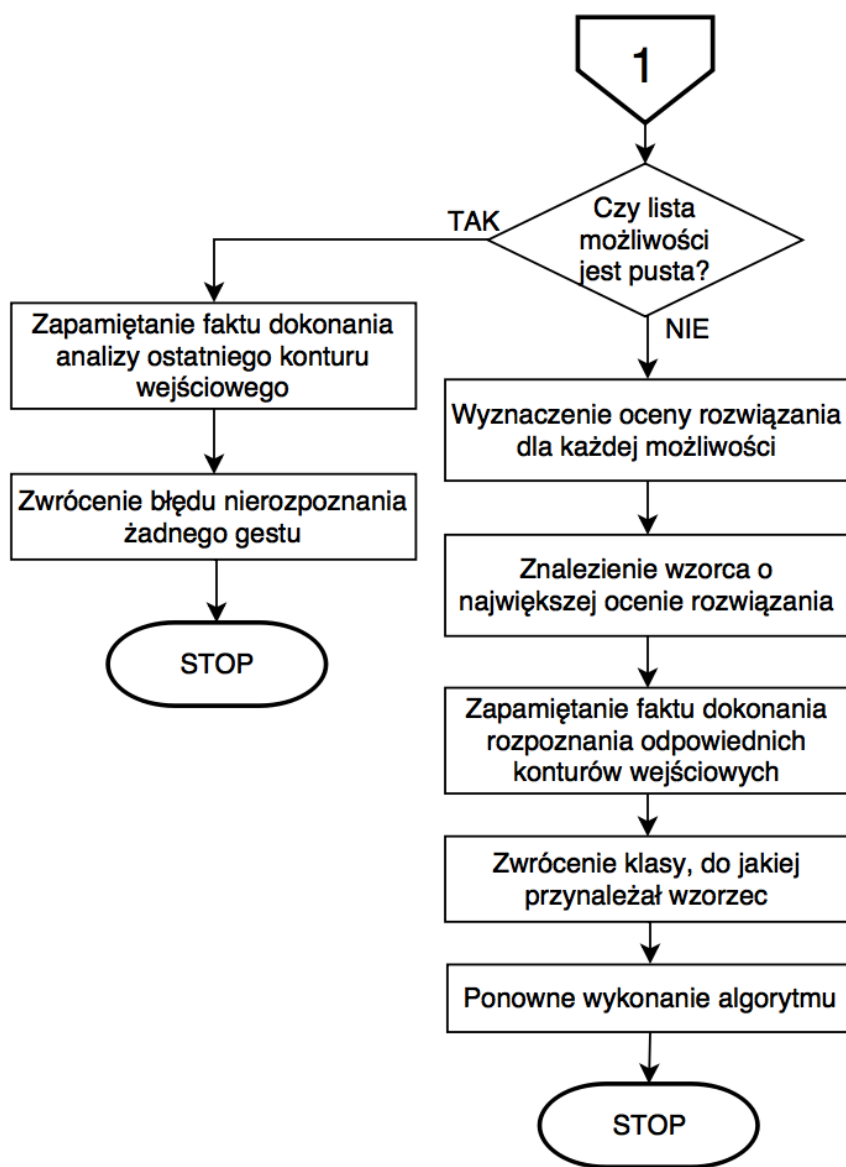 1
Czy lista
możliwości
jest pusta?
TAK
NIE
Zapamiętanie faktu dokonania
analizy ostatniego konturu
wejściowego
Zwrócenie błędu nierozpoznania
żadnego gestu
STOP
Wyznaczenie oceny rozwiązania
dla każdej możliwości
Znalezienie wzorca o
największej ocenie rozwiązania
Zapamiętanie faktu dokonania
rozpoznania odpowiednich
konturów wejściowych
Zwrócenie klasy, do jakiej
przynależał wzorzec
Ponowne wykonanie algorytmu
STOP